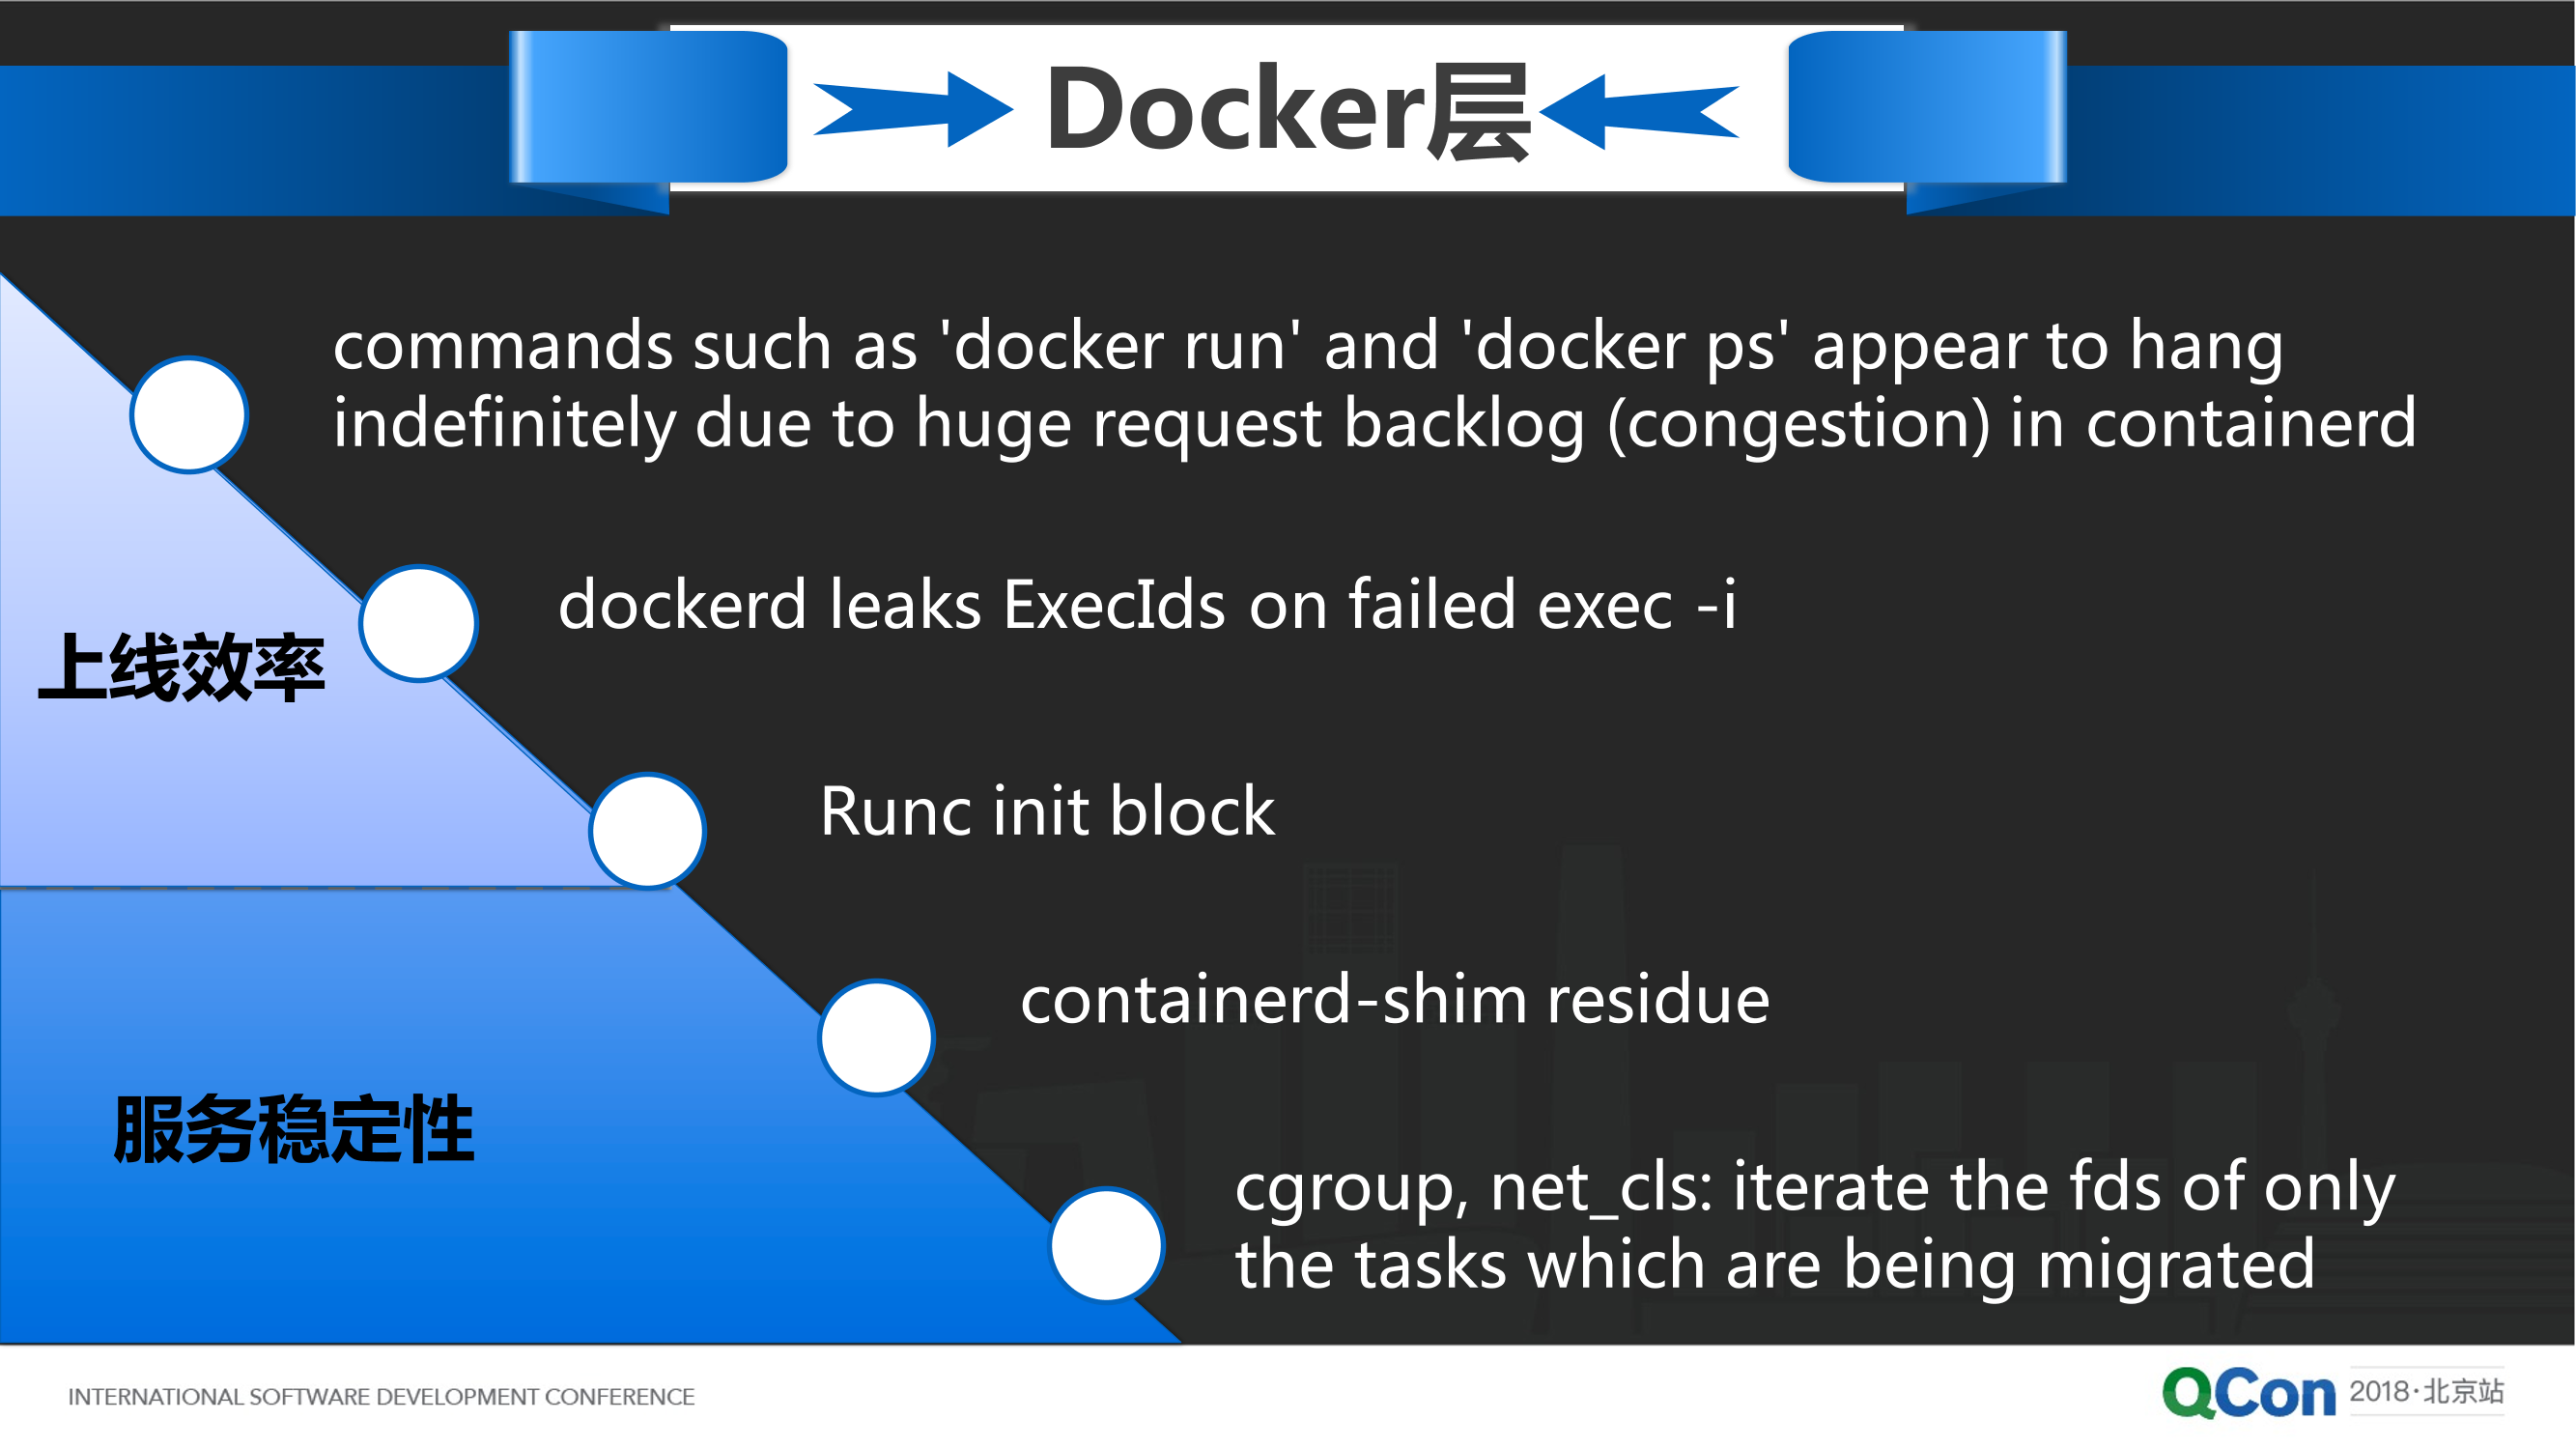 Docker层
commands such as 'docker run' and 'docker ps' appear to hang
indefinitely due to huge request backlog (congestion) in containerd
dockerd leaks ExecIds on failed exec -i
上线效率
Runc init block
containerd-shim residue
服务稳定性
cgroup, net_cls: iterate the fds of only
the tasks which are being migrated
INTERNATIONAL SOFTWARE DEVELOPMENT CONFERENCE
QCon 2018·北京站